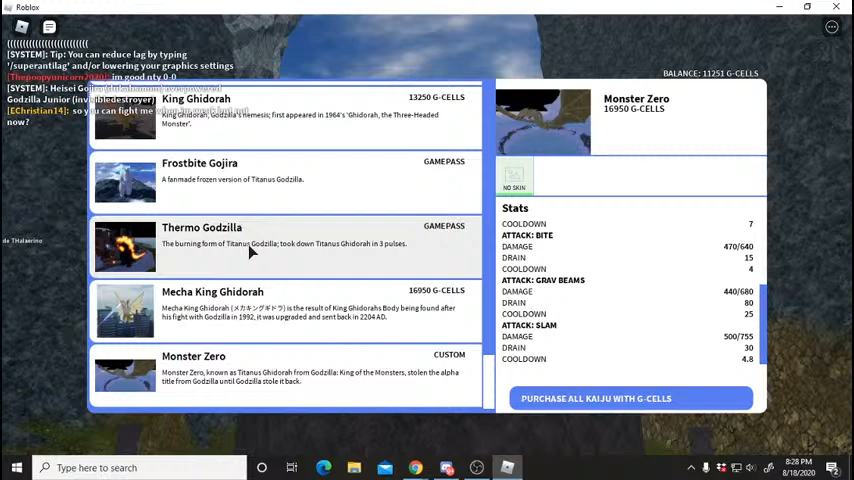 Roblox
((((((((((((((((((((((((((
[SYSTEM]: Tip: You can reduce lag by typing
'/superantilag' and/or lowering your graphics settings
[Thepoopyunicorn2020]: im good nty 0-0
[SYSTEM]: Heisei Gojira
overpowered
Godzilla Junior (invisibledestroyer)
[EChristian14]: so you can fight me
now?
de THalaerino
BALANCE: 11251 G-CELLS
King Ghidorah
13250 G-CELLS
King Ghidorah, Godzilla's nemesis; first appeared in 1964's 'Ghidorah, the Three-Headed
Monster'.
Frostbite Gojira
GAMEPASS
A fanmade frozen version of Titanus Godzilla.
Thermo Godzilla
GAMEPASS
The burning form of Titanus Godzilla; took down Titanus Ghidorah in 3 pulses.
Mecha King Ghidorah
16950 G-CELLS
Mecha King Ghidorah (メカキングギドラ) is the result of King Ghidorahs Body being found after
his fight with Godzilla in 1992, it was upgraded and sent back in 2204 AD.
Monster Zero
CUSTOM
Monster Zero, known as Titanus Ghidorah from Godzilla: King of the Monsters, stolen the alpha
title from Godzilla until Godzilla stole it back.
Monster Zero
16950 G-CELLS
NO SKIN
Stats
COOLDOWN 7
ATTACK: BITE
DAMAGE 470/640
DRAIN 15
COOLDOWN 4
ATTACK: GRAV BEAMS
DAMAGE 440/680
DRAIN 80
COOLDOWN 25
ATTACK: SLAM
DAMAGE 500/755
DRAIN 30
COOLDOWN 4.8
PURCHASE ALL KAIJU WITH G-CELLS
Type here to search
8:28 PM
8/18/2020
2